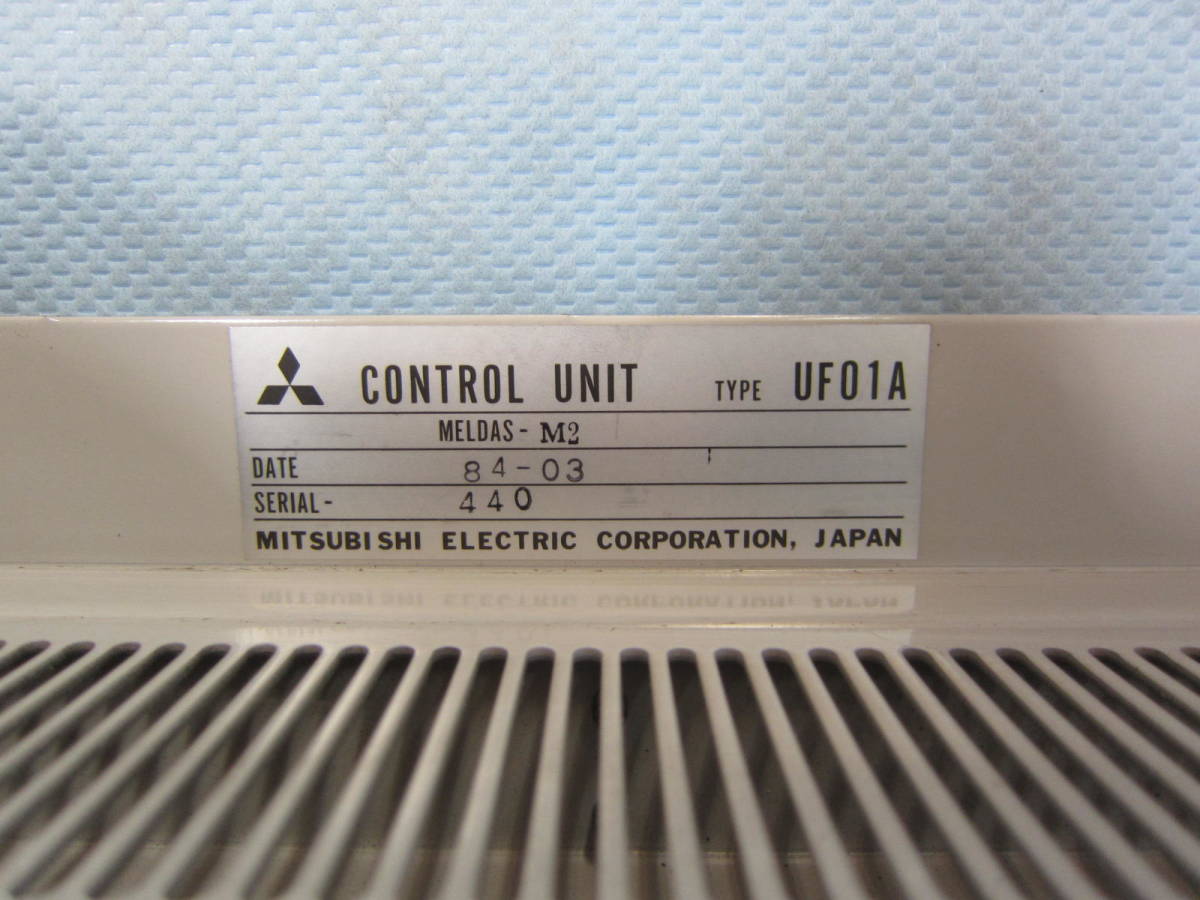 CONTROL UNIT TYPE UF01A
MELDAS - M2
DATE 84-03
SERIAL - 440
MITSUBISHI ELECTRIC CORPORATION, JAPAN